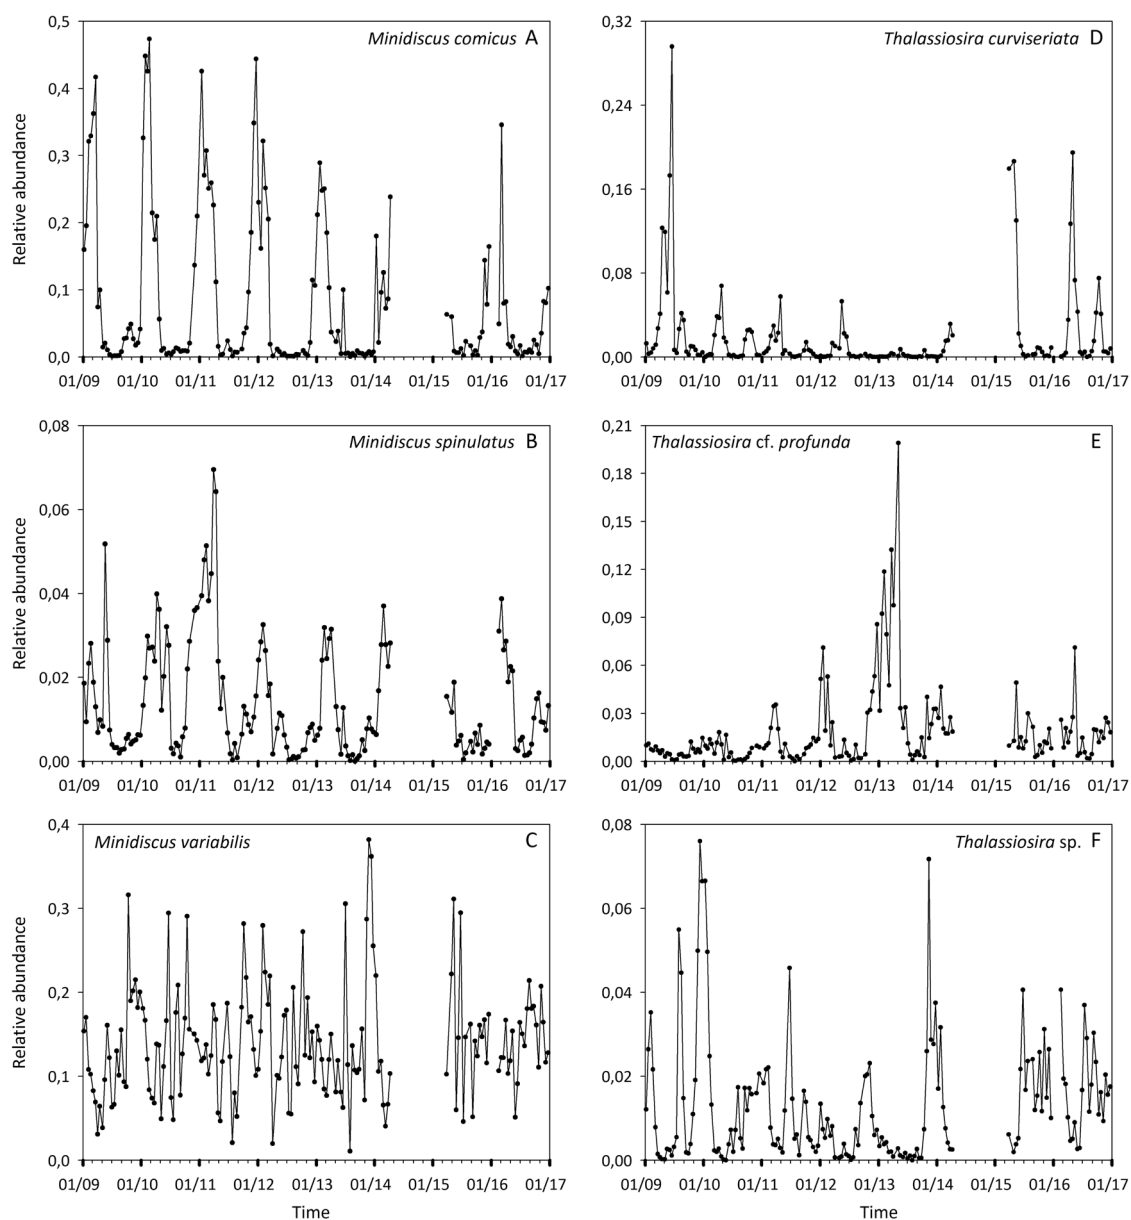 Minidiscus comicus A
0,5
0,4
0,3
0,2
0,1
0,0
Relative abundance
01/09 01/10 01/11 01/12 01/13 01/14 01/15 01/16 01/17
Thalassiosira curviseriata D
0,32
0,24
0,16
0,08
0,00
01/09 01/10 01/11 01/12 01/13 01/14 01/15 01/16 01/17
Minidiscus spinulatus B
0,08
0,06
0,04
0,02
0,00
Relative abundance
01/09 01/10 01/11 01/12 01/13 01/14 01/15 01/16 01/17
Thalassiosira cf. profunda E
0,21
0,18
0,15
0,12
0,09
0,06
0,03
0,00
01/09 01/10 01/11 01/12 01/13 01/14 01/15 01/16 01/17
Minidiscus variabilis C
0,4
0,3
0,2
0,1
0,0
Relative abundance
01/09 01/10 01/11 01/12 01/13 01/14 01/15 01/16 01/17
Time
Thalassiosira sp. F
0,08
0,06
0,04
0,02
0,00
01/09 01/10 01/11 01/12 01/13 01/14 01/15 01/16 01/17
Time